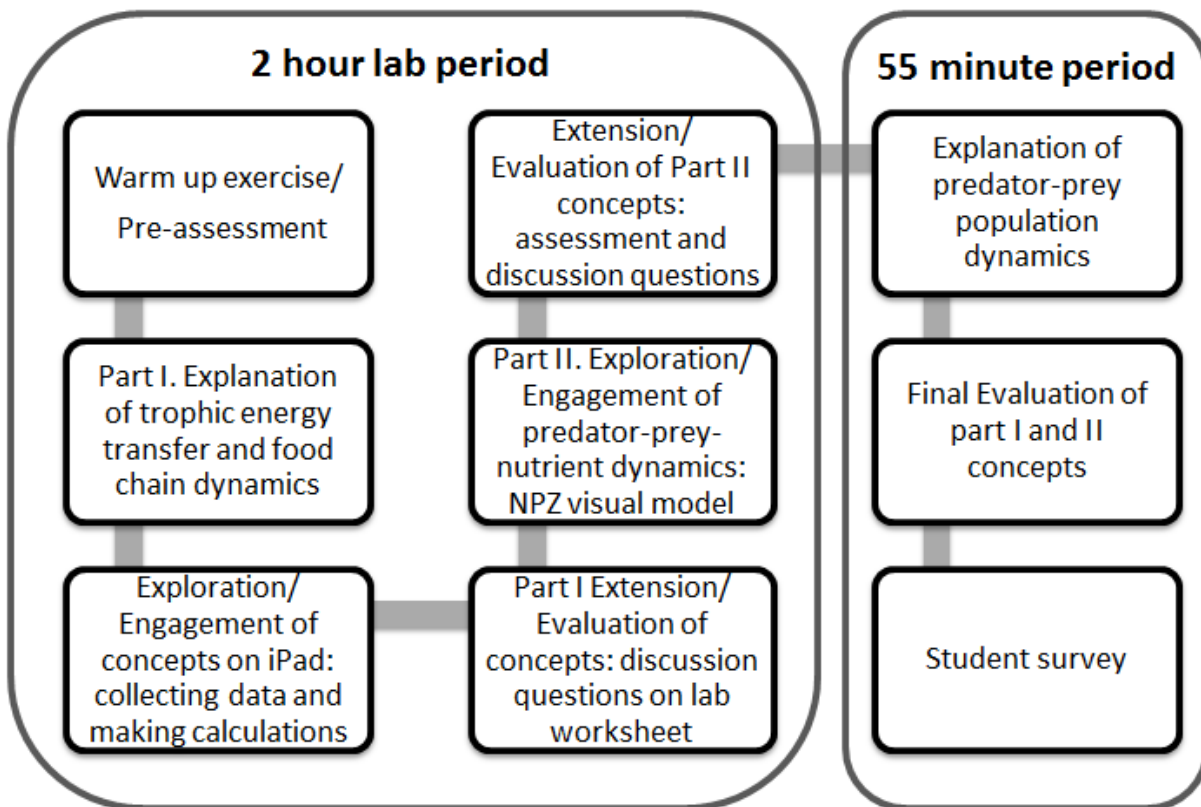 2 hour lab period
Warm up exercise/
Pre-assessment
Part I. Explanation
of trophic energy
transfer and food
chain dynamics
Exploration/
Engagement of
concepts on iPad:
collecting data and
making calculations
Part I Extension/
Evaluation of
concepts: discussion
questions on lab
worksheet
Part II. Exploration/
Engagement of
predator-prey-
nutrient dynamics:
NPZ visual model
Extension/
Evaluation of Part II
concepts:
assessment and
discussion questions
55 minute period
Explanation of
predator-prey
population
dynamics
Final Evaluation of
part I and II
concepts
Student survey